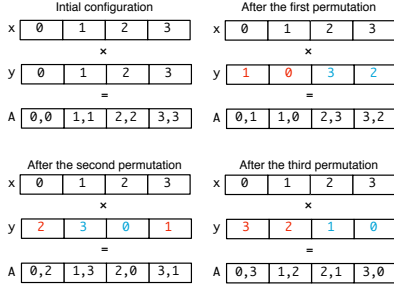 Intial configuration
x 0 1 2 3
×
y 0 1 2 3
=
A 0,0 1,1 2,2 3,3
After the first permutation
x 0 1 2 3
×
y 1 0 3 2
=
A 0,1 1,0 2,3 3,2
After the second permutation
x 0 1 2 3
×
y 2 3 0 1
=
A 0,2 1,3 2,0 3,1
After the third permutation
x 0 1 2 3
×
y 3 2 1 0
=
A 0,3 1,2 2,1 3,0